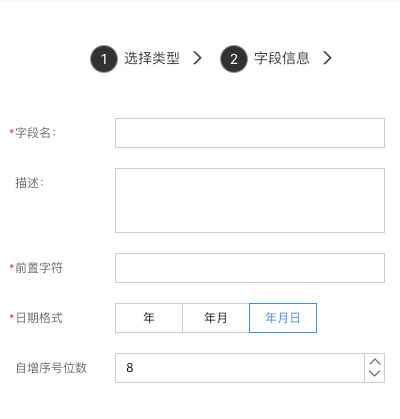 1 选择类型 2 字段信息
*字段名:
描述:
*前置字符
*日期格式 年 年月 年月日
自增序号位数 8